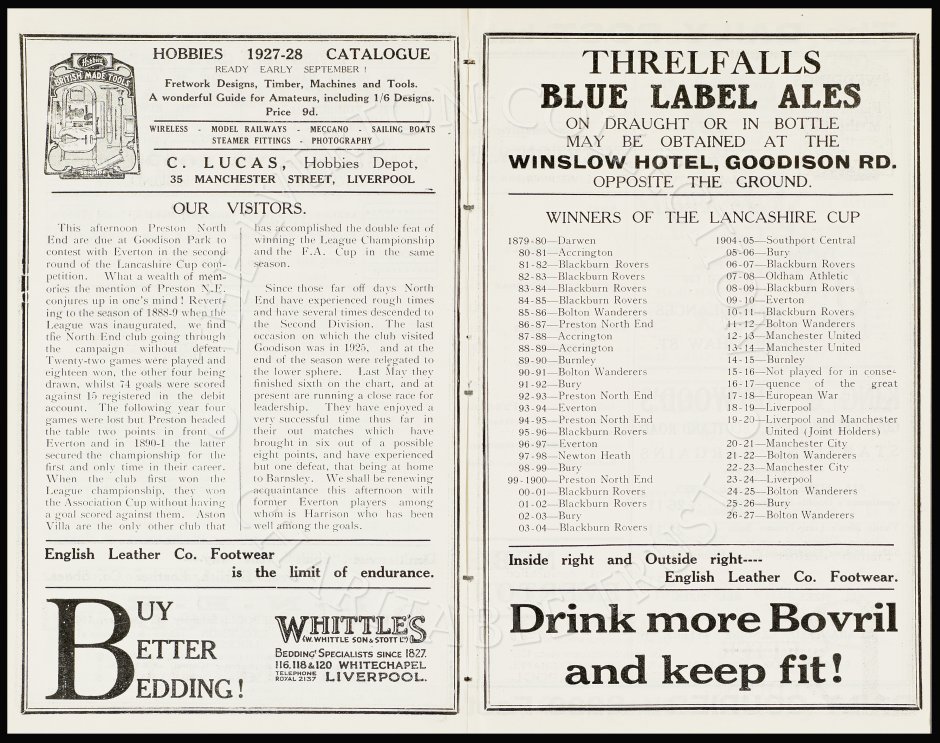 Hobbies
BRITISH MADE TOOLS
HOBBIES 1927-28 CATALOGUE
READY EARLY SEPTEMBER !
Fretwork Designs, Timber, Machines and Tools.
A wonderful Guide for Amateurs, including 1/6 Designs.
Price 9d.
WIRELESS - MODEL RAILWAYS - MECCANO - SAILING BOATS
STEAMER FITTINGS - PHOTOGRAPHY
C. LUCAS, Hobbies Depot,
35 MANCHESTER STREET, LIVERPOOL
OUR VISITORS.
This afternoon Preston North
End are due at Goodison Park to
contest with Everton in the second
round of the Lancashire Cup com-
petition. What a wealth of mem-
ories the mention of Preston N.E.
conjures up in one's mind ! Revert-
ing to the season of 1888-9 when the
League was inaugurated, we find
the North End club going through
the campaign without defeat.
Twenty-two games were played and
eighteen won, the other four being
drawn, whilst 74 goals were scored
against 15 registered in the debit
account. The following year four
games were lost but Preston headed
the table two points in front of
Everton and in 1890-1 the latter
secured the championship for the
first and only time in their career.
When the club first won the
League championship, they won
the Association Cup without having
a goal scored against them. Aston
Villa are the only other club that
has accomplished the double feat of
winning the League Championship
and the F.A. Cup in the same
season.
Since those far off days North
End have experienced rough times
and have several times descended to
the Second Division. The last
occasion on which the club visited
Goodison was in 1925, and at the
end of the season were relegated to
the lower sphere. Last May they
finished sixth on the chart, and at
present are running a close race for
leadership. They have enjoyed a
very successful time thus far in
their out matches which have
brought in six out of a possible
eight points, and have experienced
but one defeat, that being at home
to Barnsley. We shall be renewing
acquaintance this afternoon with
former Everton players among
whom is Harrison who has been
well among the goals.
English Leather Co. Footwear
is the limit of endurance.
BUY
BETTER
BEDDING!
WHITTLE'S
(W. WHITTLE SON & STOTT LTD)
BEDDING SPECIALISTS SINCE 1827.
116, 118 & 120 WHITECHAPEL
TELEPHONE ROYAL 2137 LIVERPOOL.
THRELFALLS
BLUE LABEL ALES
ON DRAUGHT OR IN BOTTLE
MAY BE OBTAINED AT THE
WINSLOW HOTEL, GOODISON RD.
OPPOSITE THE GROUND.
WINNERS OF THE LANCASHIRE CUP
1879-80—Darwen
80-81—Accrington
81-82—Blackburn Rovers
82-83—Blackburn Rovers
83-84—Blackburn Rovers
84-85—Blackburn Rovers
85-86—Bolton Wanderers
86-87—Preston North End
87-88—Accrington
88-89—Accrington
89-90—Burnley
90-91—Bolton Wanderers
91-92—Bury
92-93—Preston North End
93-94—Everton
94-95—Preston North End
95-96—Blackburn Rovers
96-97—Everton
97-98—Newton Heath
98-99—Bury
99-1900—Preston North End
00-01—Blackburn Rovers
01-02—Blackburn Rovers
02-03—Bury
03-04—Blackburn Rovers
1904-05—Southport Central
05-06—Bury
06-07—Blackburn Rovers
07-08—Oldham Athletic
08-09—Blackburn Rovers
09-10—Everton
10-11—Blackburn Rovers
11-12—Bolton Wanderers
12-13—Manchester United
13-14—Manchester United
14-15—Burnley
15-16—Not played for in conse-
16-17—quence of the great
17-18—European War
18-19—Liverpool
19-20—Liverpool and Manchester
United (Joint Holders)
20-21—Manchester City
21-22—Bolton Wanderers
22-23—Manchester City
23-24—Liverpool
24-25—Bolton Wanderers
25-26—Bury
26-27—Bolton Wanderers
Inside right and Outside right----
English Leather Co. Footwear.
Drink more Bovril
and keep fit!